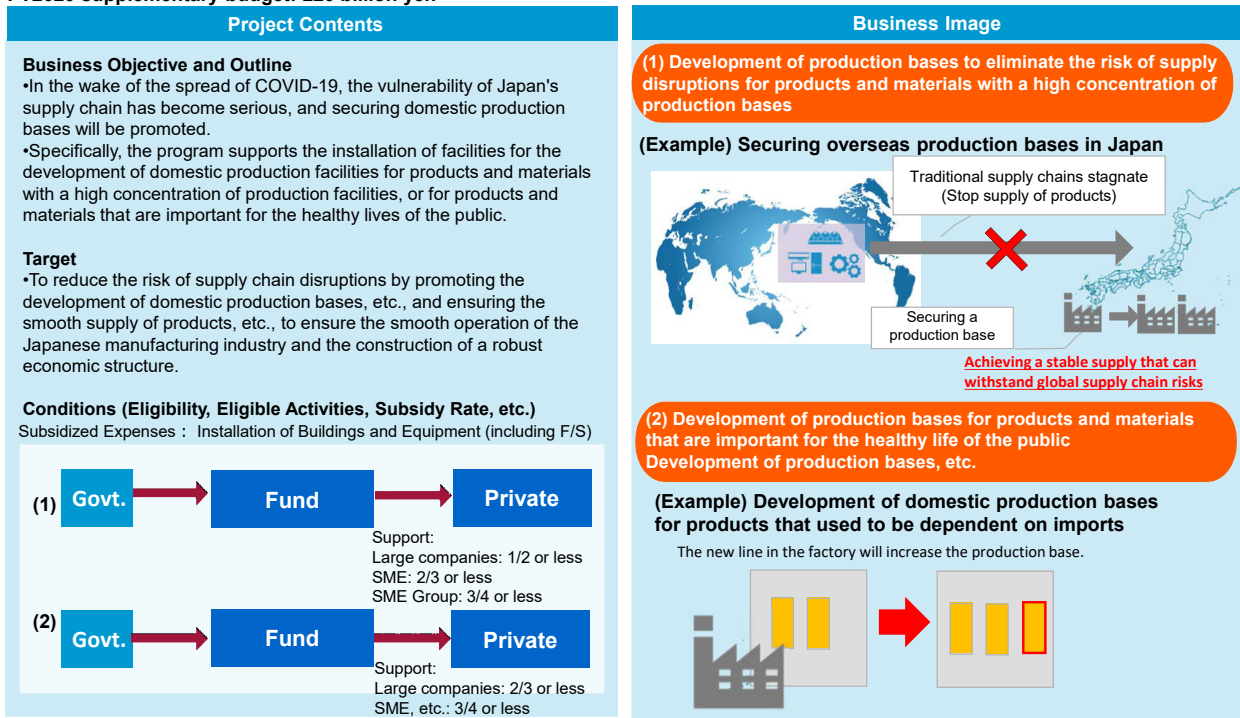 Project Contents
Business Objective and Outline
•In the wake of the spread of COVID-19, the vulnerability of Japan's
supply chain has become serious, and securing domestic production
bases will be promoted.
•Specifically, the program supports the installation of facilities for the
development of domestic production facilities for products and materials
with a high concentration of production facilities, or for products and
materials that are important for the healthy lives of the public.
Target
•To reduce the risk of supply chain disruptions by promoting the
development of domestic production bases, etc., and ensuring the
smooth supply of products, etc., to ensure the smooth operation of the
Japanese manufacturing industry and the construction of a robust
economic structure.
Conditions (Eligibility, Eligible Activities, Subsidy Rate, etc.)
Subsidized Expenses : Installation of Buildings and Equipment (including F/S)
(1) Govt. Fund Private
Support:
Large companies: 1/2 or less
SME: 2/3 or less
SME Group: 3/4 or less
(2) Govt. Fund Private
Support:
Large companies: 2/3 or less
SME, etc.: 3/4 or less
Business Image
(1) Development of production bases to eliminate the risk of supply
disruptions for products and materials with a high concentration of
production bases
(Example) Securing overseas production bases in Japan
Traditional supply chains stagnate
(Stop supply of products)
Securing a
production base
Achieving a stable supply that can
withstand global supply chain risks
(2) Development of production bases for products and materials
that are important for the healthy life of the public
Development of production bases, etc.
(Example) Development of domestic production bases
for products that used to be dependent on imports
The new line in the factory will increase the production base.